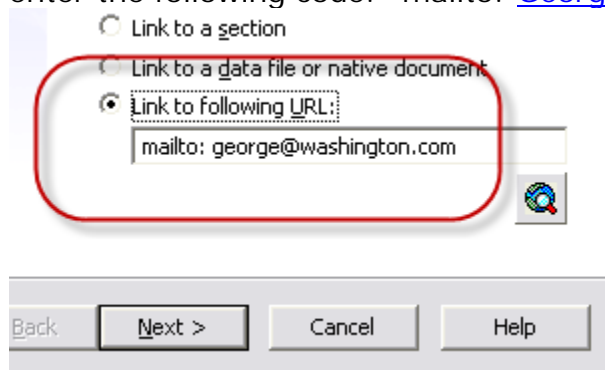 enter the following code: "mailto: Georg
Link to a section
Link to a data file or native document
Link to following URL:
mailto: george@washington.com
Back Next > Cancel Help